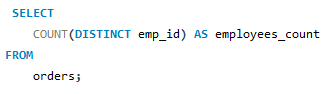 SELECT
COUNT(DISTINCT emp_id) AS employees_count
FROM
orders;